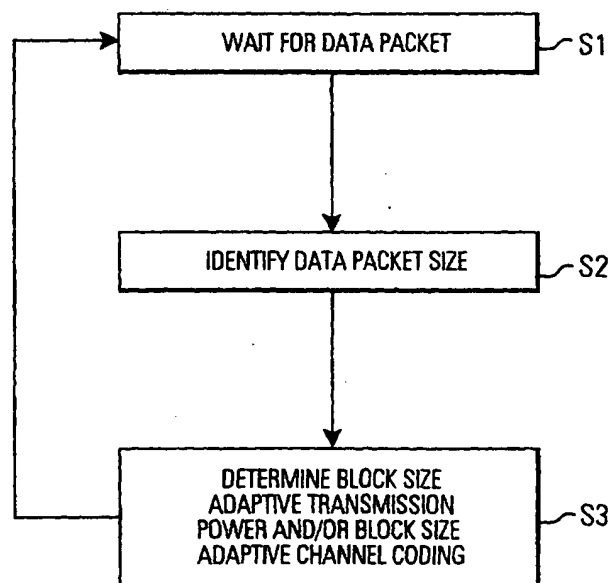 WAIT FOR DATA PACKET
S1
IDENTIFY DATA PACKET SIZE
S2
DETERMINE BLOCK SIZE
ADAPTIVE TRANSMISSION
POWER AND/OR BLOCK SIZE
ADAPTIVE CHANNEL CODING
S3